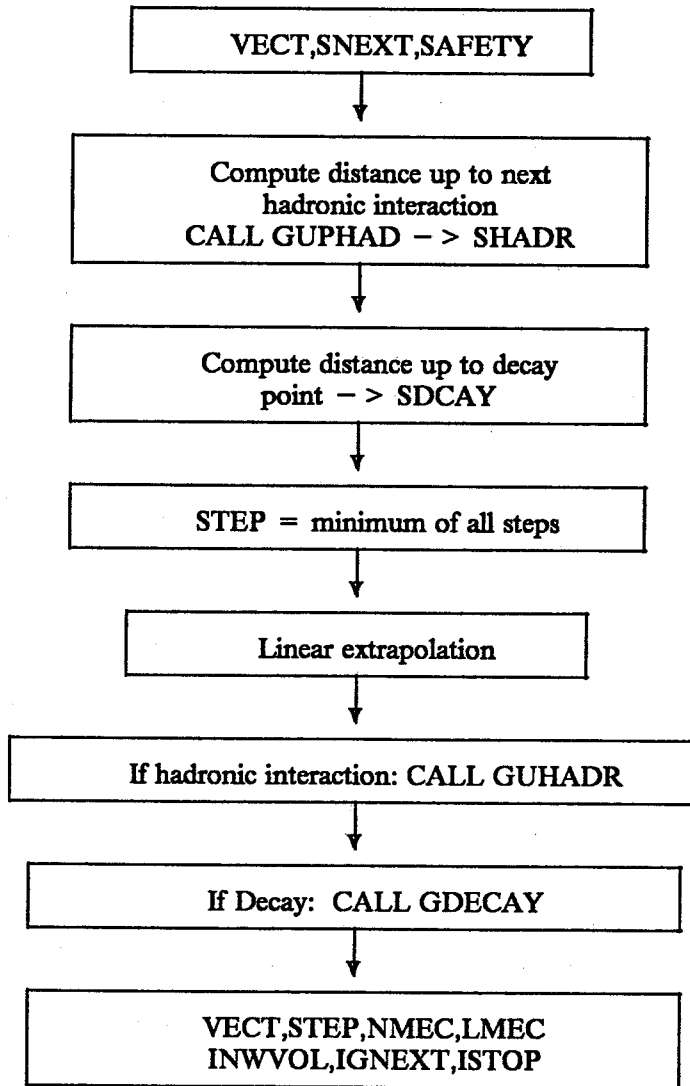 VECT,SNEXT,SAFETY
Compute distance up to next
hadronic interaction
CALL GUPHAD − > SHADR
Compute distance up to decay
point − > SDCAY
STEP = minimum of all steps
Linear extrapolation
If hadronic interaction: CALL GUHADR
If Decay: CALL GDECAY
VECT,STEP,NMEC,LMEC
INWVOL,IGNEXT,ISTOP